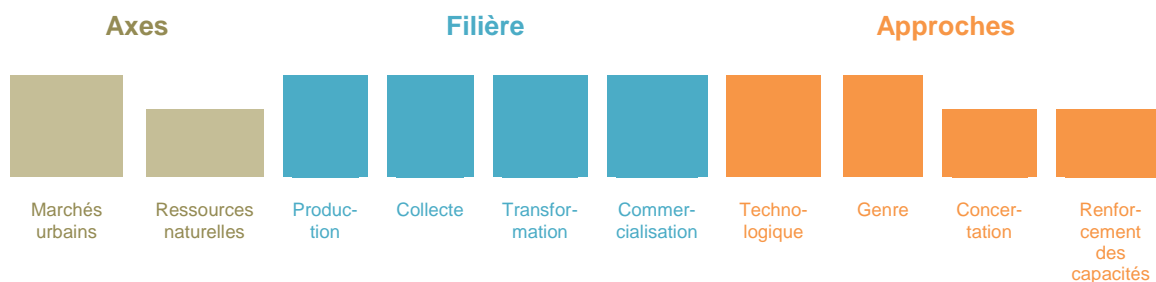 Axes
Filière
Approches
Marchés
urbains
Ressources
naturelles
Produc-
tion
Collecte
Transfor-
mation
Commer-
cialisation
Techno-
logique
Genre
Concer-
tation
Renfor-
cement
des
capacités